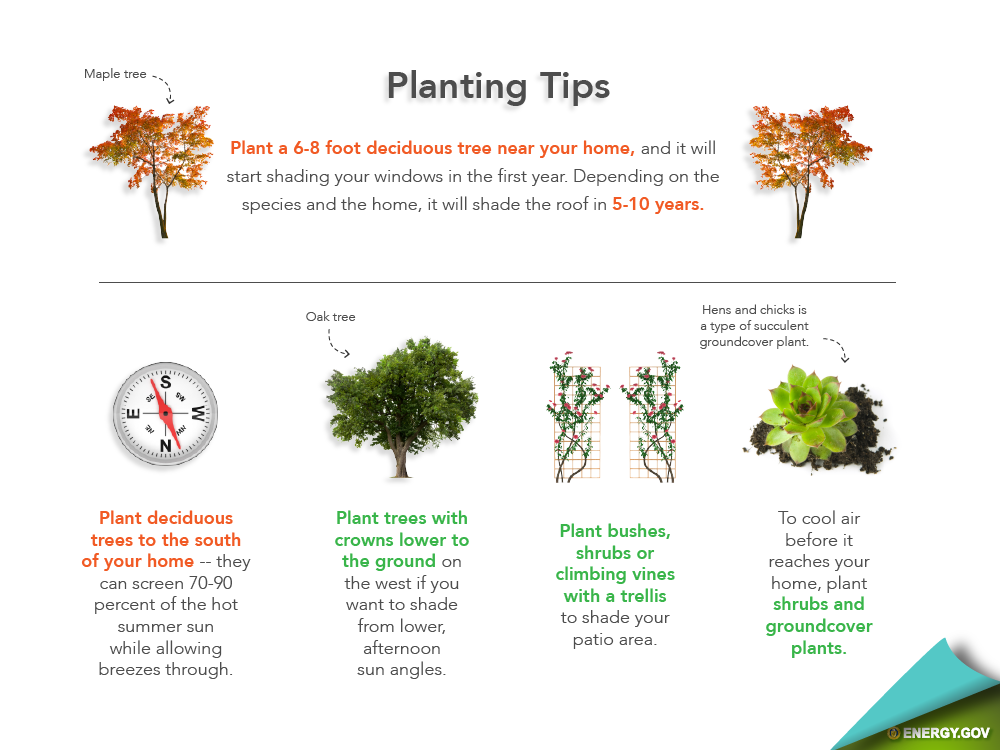 Maple tree
Planting Tips
Plant a 6-8 foot deciduous tree near your home, and it will
start shading your windows in the first year. Depending on the
species and the home, it will shade the roof in 5-10 years.
Oak tree
Hens and chicks is
a type of succulent
groundcover plant.
S
SE
SW
E
W
NE
NW
N
Plant deciduous
trees to the south
of your home -- they
can screen 70-90
percent of the hot
summer sun
while allowing
breezes through.
Plant trees with
crowns lower to
the ground on
the west if you
want to shade
from lower,
afternoon
sun angles.
Plant bushes,
shrubs or
climbing vines
with a trellis
to shade your
patio area.
To cool air
before it
reaches your
home, plant
shrubs and
groundcover
plants.
ENERGY.GOV